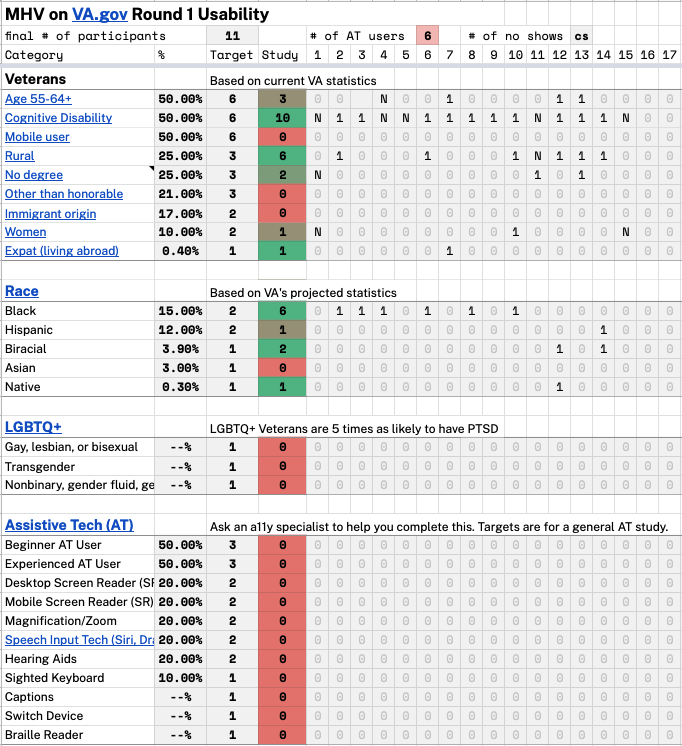 MHV on VA.gov Round 1 Usability
final # of participants 11 # of AT users 6 # of no shows cs
Category % Target Study 1 2 3 4 5 6 7 8 9 10 11 12 13 14 15 16 17
Veterans Based on current VA statistics
Age 55-64+ 50.00% 6 3 0 0 N 0 0 1 0 0 0 0 1 1 0 0 0 0
Cognitive Disability 50.00% 6 10 N 1 1 N N 1 1 1 1 1 N 1 1 1 N 0 0
Mobile user 50.00% 6 0 0 0 0 0 0 0 0 0 0 0 0 0 0 0 0 0 0
Rural 25.00% 3 6 0 1 0 0 0 1 0 0 0 1 N 1 1 1 0 0 0
No degree 25.00% 3 2 N 0 0 0 0 0 0 0 0 0 1 0 1 0 0 0 0
Other than honorable 21.00% 3 0 0 0 0 0 0 0 0 0 0 0 0 0 0 0 0 0 0
Immigrant origin 17.00% 2 0 0 0 0 0 0 0 0 0 0 0 0 0 0 0 0 0 0
Women 10.00% 2 1 N 0 0 0 0 0 0 0 0 1 0 0 0 0 N 0 0
Expat (living abroad) 0.40% 1 1 0 0 0 0 0 0 1 0 0 0 0 0 0 0 0 0 0
Race Based on VA's projected statistics
Black 15.00% 2 6 0 1 1 1 0 1 0 1 0 1 0 0 0 0 0 0 0
Hispanic 12.00% 2 1 0 0 0 0 0 0 0 0 0 0 0 0 0 1 0 0 0
Biracial 3.90% 1 2 0 0 0 0 0 0 0 0 0 0 0 1 0 1 0 0 0
Asian 3.00% 1 0 0 0 0 0 0 0 0 0 0 0 0 0 0 0 0 0 0
Native 0.30% 1 1 0 0 0 0 0 0 0 0 0 0 0 1 0 0 0 0 0
LGBTQ+ LGBTQ+ Veterans are 5 times as likely to have PTSD
Gay, lesbian, or bisexual --% 1 0 0 0 0 0 0 0 0 0 0 0 0 0 0 0 0 0 0
Transgender --% 1 0 0 0 0 0 0 0 0 0 0 0 0 0 0 0 0 0 0
Nonbinary, gender fluid, ge --% 1 0 0 0 0 0 0 0 0 0 0 0 0 0 0 0 0 0 0
Assistive Tech (AT) Ask an a11y specialist to help you complete this. Targets are for a general AT study.
Beginner AT User 50.00% 3 0 0 0 0 0 0 0 0 0 0 0 0 0 0 0 0 0 0
Experienced AT User 50.00% 3 0 0 0 0 0 0 0 0 0 0 0 0 0 0 0 0 0 0
Desktop Screen Reader (SF 20.00% 2 0 0 0 0 0 0 0 0 0 0 0 0 0 0 0 0 0 0
Mobile Screen Reader (SR) 20.00% 2 0 0 0 0 0 0 0 0 0 0 0 0 0 0 0 0 0 0
Magnification/Zoom 20.00% 2 0 0 0 0 0 0 0 0 0 0 0 0 0 0 0 0 0 0
Speech Input Tech (Siri, Dra 20.00% 2 0 0 0 0 0 0 0 0 0 0 0 0 0 0 0 0 0 0
Hearing Aids 20.00% 2 0 0 0 0 0 0 0 0 0 0 0 0 0 0 0 0 0 0
Sighted Keyboard 10.00% 1 0 0 0 0 0 0 0 0 0 0 0 0 0 0 0 0 0 0
Captions --% 1 0 0 0 0 0 0 0 0 0 0 0 0 0 0 0 0 0 0
Switch Device --% 1 0 0 0 0 0 0 0 0 0 0 0 0 0 0 0 0 0 0
Braille Reader --% 1 0 0 0 0 0 0 0 0 0 0 0 0 0 0 0 0 0 0